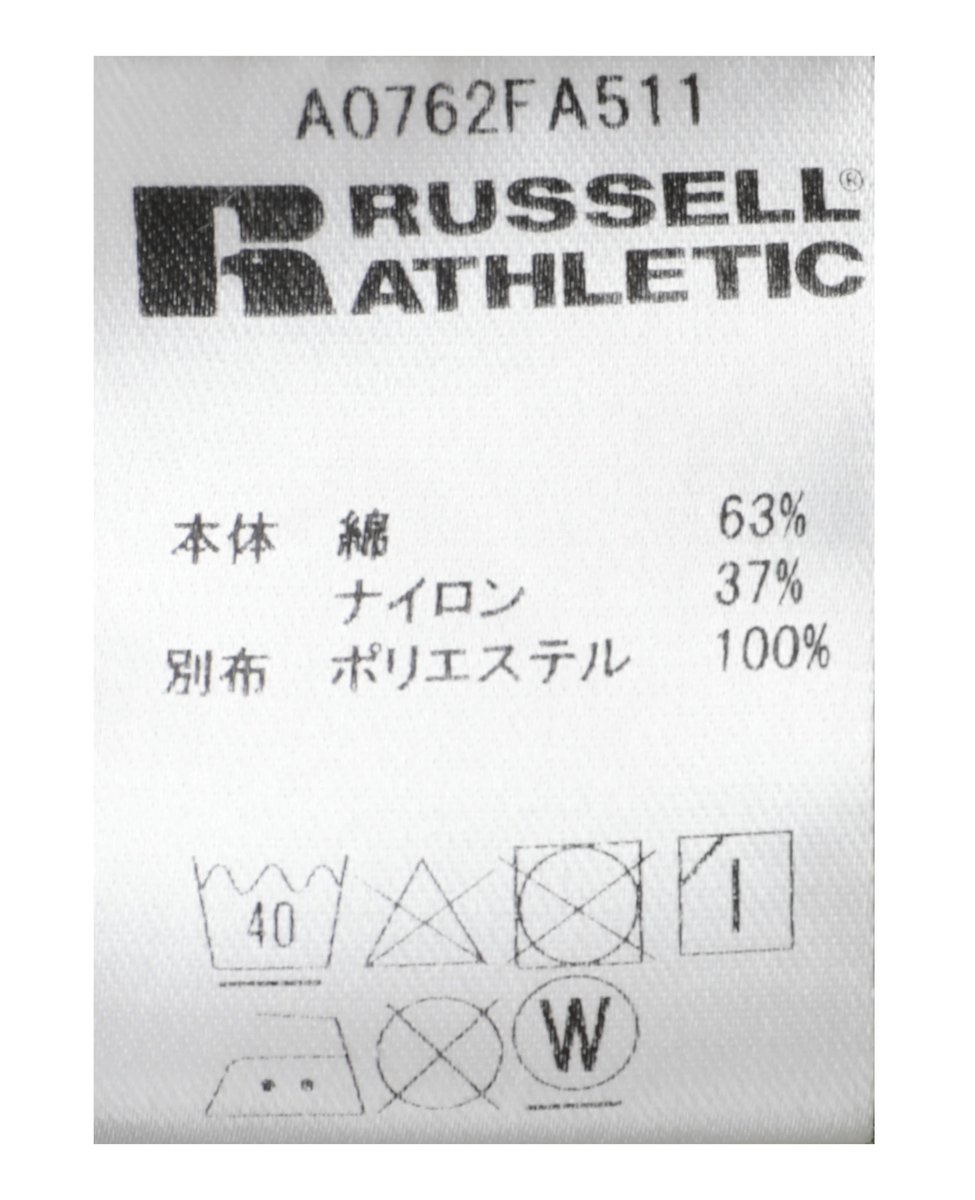 A0762FA511
RUSSELL®
ATHLETIC
本体 綿 63%
ナイロン 37%
別布 ポリエステル 100%
40
W